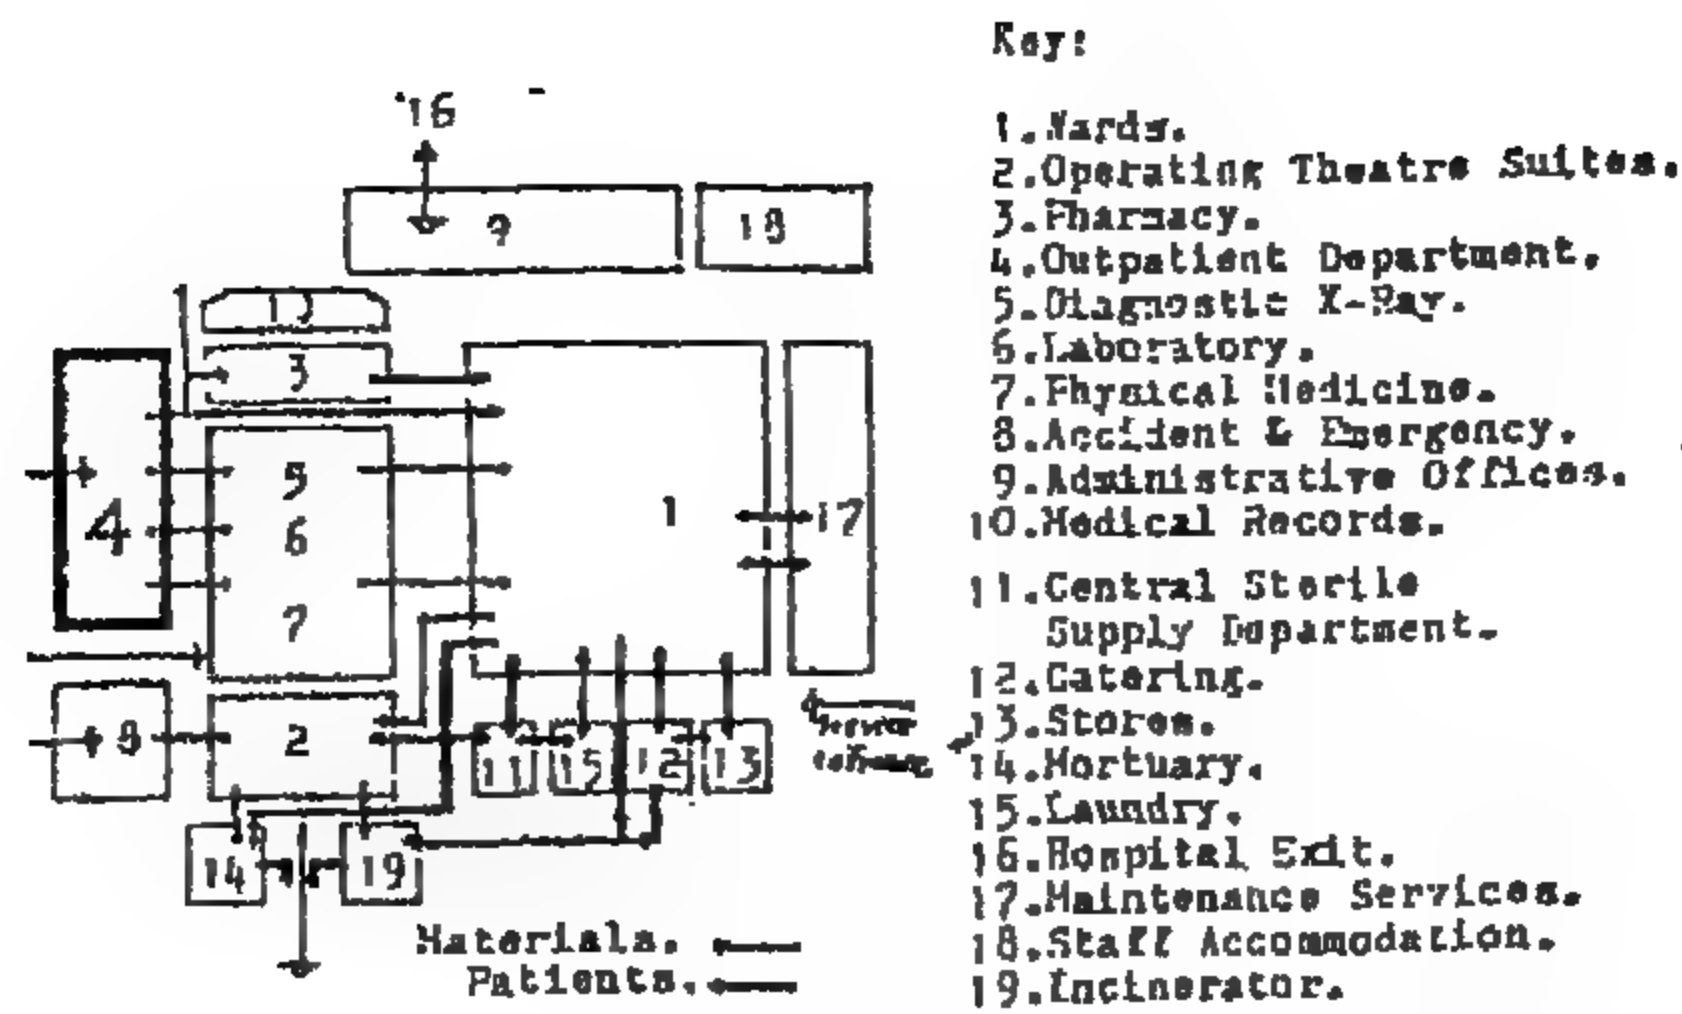 16
9
18
3
4
5
6
7
1
17
8
2
11
15
12
13
14
19
Materials.
Patients.
Key:
1.Wards.
2.Operating Theatre Suites.
3.Pharmacy.
4.Outpatient Department.
5.Diagnostic X-Ray.
6.Laboratory.
7.Physical Medicine.
8.Accident & Emergency.
9.Administrative Offices.
10.Medical Records.
11.Central Sterile
Supply Department.
12.Catering.
13.Stores.
14.Mortuary.
15.Laundry.
16.Hospital Exit.
17.Maintenance Services.
18.Staff Accommodation.
19.Incinerator.